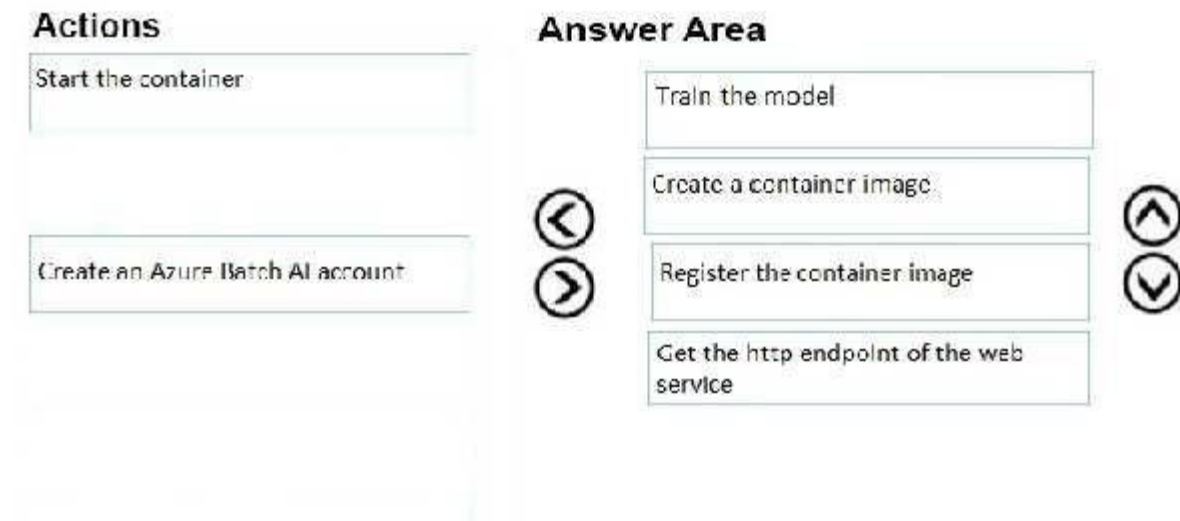 Actions
Start the container
Create an Azure Batch AI account
Answer Area
Train the model
Create a container image
Register the container image
Get the http endpoint of the web
service